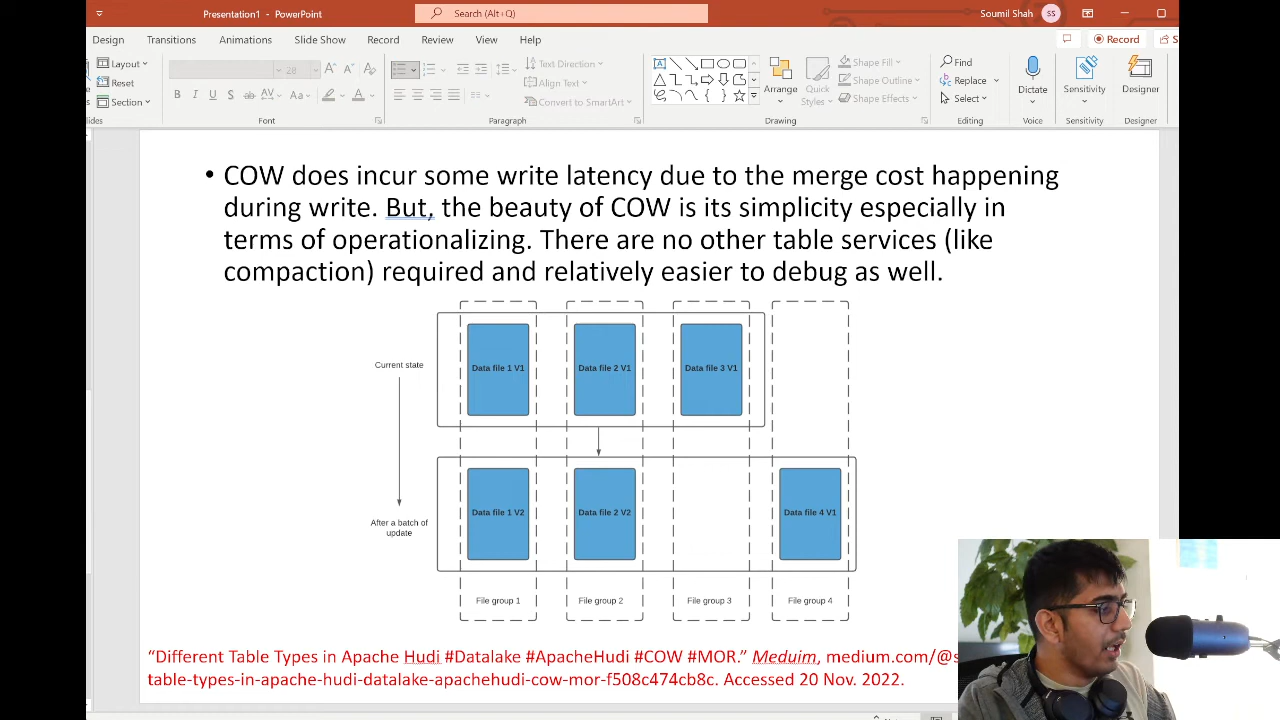 Presentation1 - PowerPoint
Search (Alt+Q)
Soumil Shah
SS
Design Transitions Animations Slide Show Record Review View Help
Record
Layout
Reset
Section
28
Text Direction
Align Text
Convert to SmartArt
Arrange
Quick
Styles
Shape Fill
Shape Outline
Shape Effects
Find
Replace
Select
Dictate
Sensitivity
Designer
Font
Paragraph
Drawing
Editing
Voice
Sensitivity
Designer
• COW does incur some write latency due to the merge cost happening
during write. But, the beauty of COW is its simplicity especially in
terms of operationalizing. There are no other table services (like
compaction) required and relatively easier to debug as well.
Current state
Data file 1 V1
Data file 2 V1
Data file 3 V1
After a batch of
update
Data file 1 V2
Data file 2 V2
Data file 4 V1
File group 1
File group 2
File group 3
File group 4
“Different Table Types in Apache Hudi #Datalake #ApacheHudi #COW #MOR.” Meduim, medium.com/@s
table-types-in-apache-hudi-datalake-apachehudi-cow-mor-f508c474cb8c. Accessed 20 Nov. 2022.